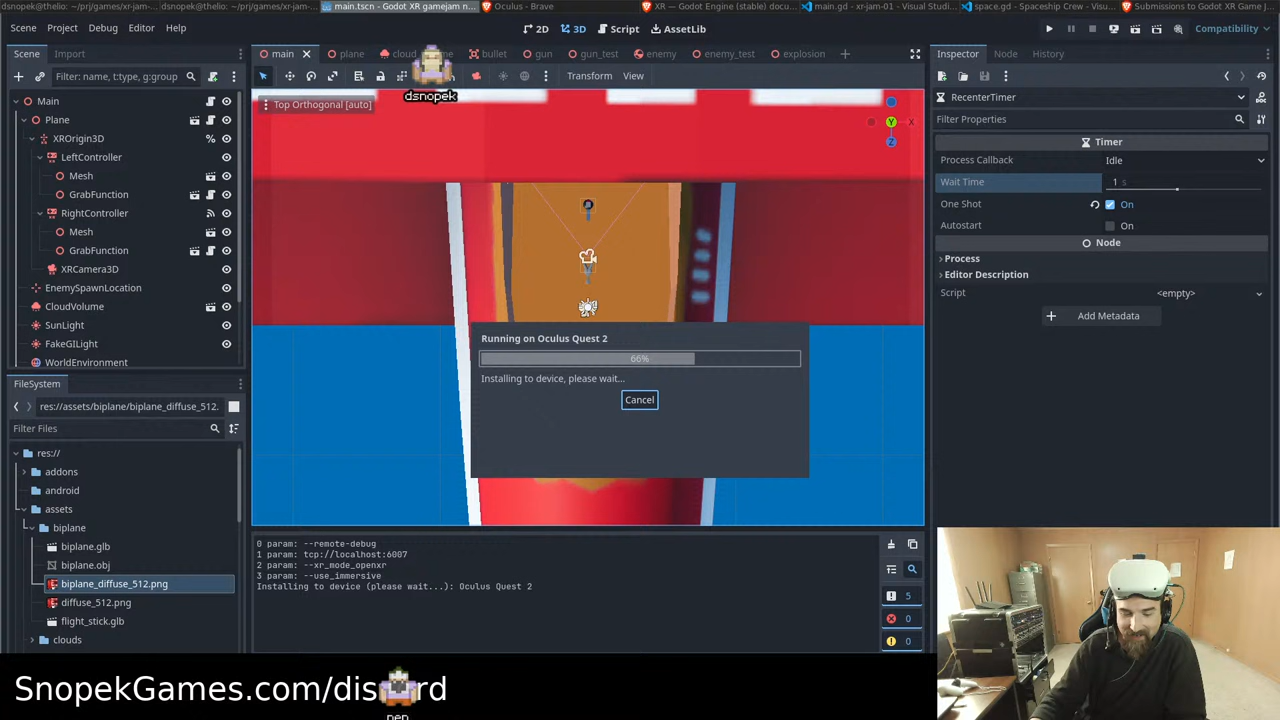 dsnopek@thelio: ~/prj/games/xr-jam-
dsnopek@thelio: ~/prj/games/xr-jam-
main.tscn - Godot XR gamejam n...
Oculus - Brave
XR — Godot Engine (stable) docu...
main.gd - xr-jam-01 - Visual Studi...
space.gd - Spaceship Crew - Visu...
Submissions to Godot XR Game J...
Scene Project Debug Editor Help
2D 3D Script AssetLib
Compatibility
Scene Import
main plane cloud bullet gun gun_test enemy enemy_test explosion
Inspector Node History
Filter: name, t:type, g:group
Transform View
dsnopek
Top Orthogonal [auto]
X
Y
Z
Main
Plane
XROrigin3D
LeftController
Mesh
GrabFunction
RightController
Mesh
GrabFunction
XRCamera3D
EnemySpawnLocation
CloudVolume
SunLight
FakeGILight
WorldEnvironment
RecenterTimer
Filter Properties
Timer
Process Callback Idle
Wait Time 1 s
One Shot On
Autostart On
Node
Process
Editor Description
Script <empty>
Add Metadata
Running on Oculus Quest 2
66%
Installing to device, please wait...
Cancel
FileSystem
res://assets/biplane/biplane_diffuse_512.
Filter Files
res://
addons
android
assets
biplane
biplane.glb
biplane.obj
biplane_diffuse_512.png
diffuse_512.png
flight_stick.glb
clouds
0 param: --remote-debug
1 param: tcp://localhost:6007
2 param: --xr_mode_openxr
3 param: --use_immersive
Installing to device (please wait...): Oculus Quest 2
5
0
0
SnopekGames.com/discord